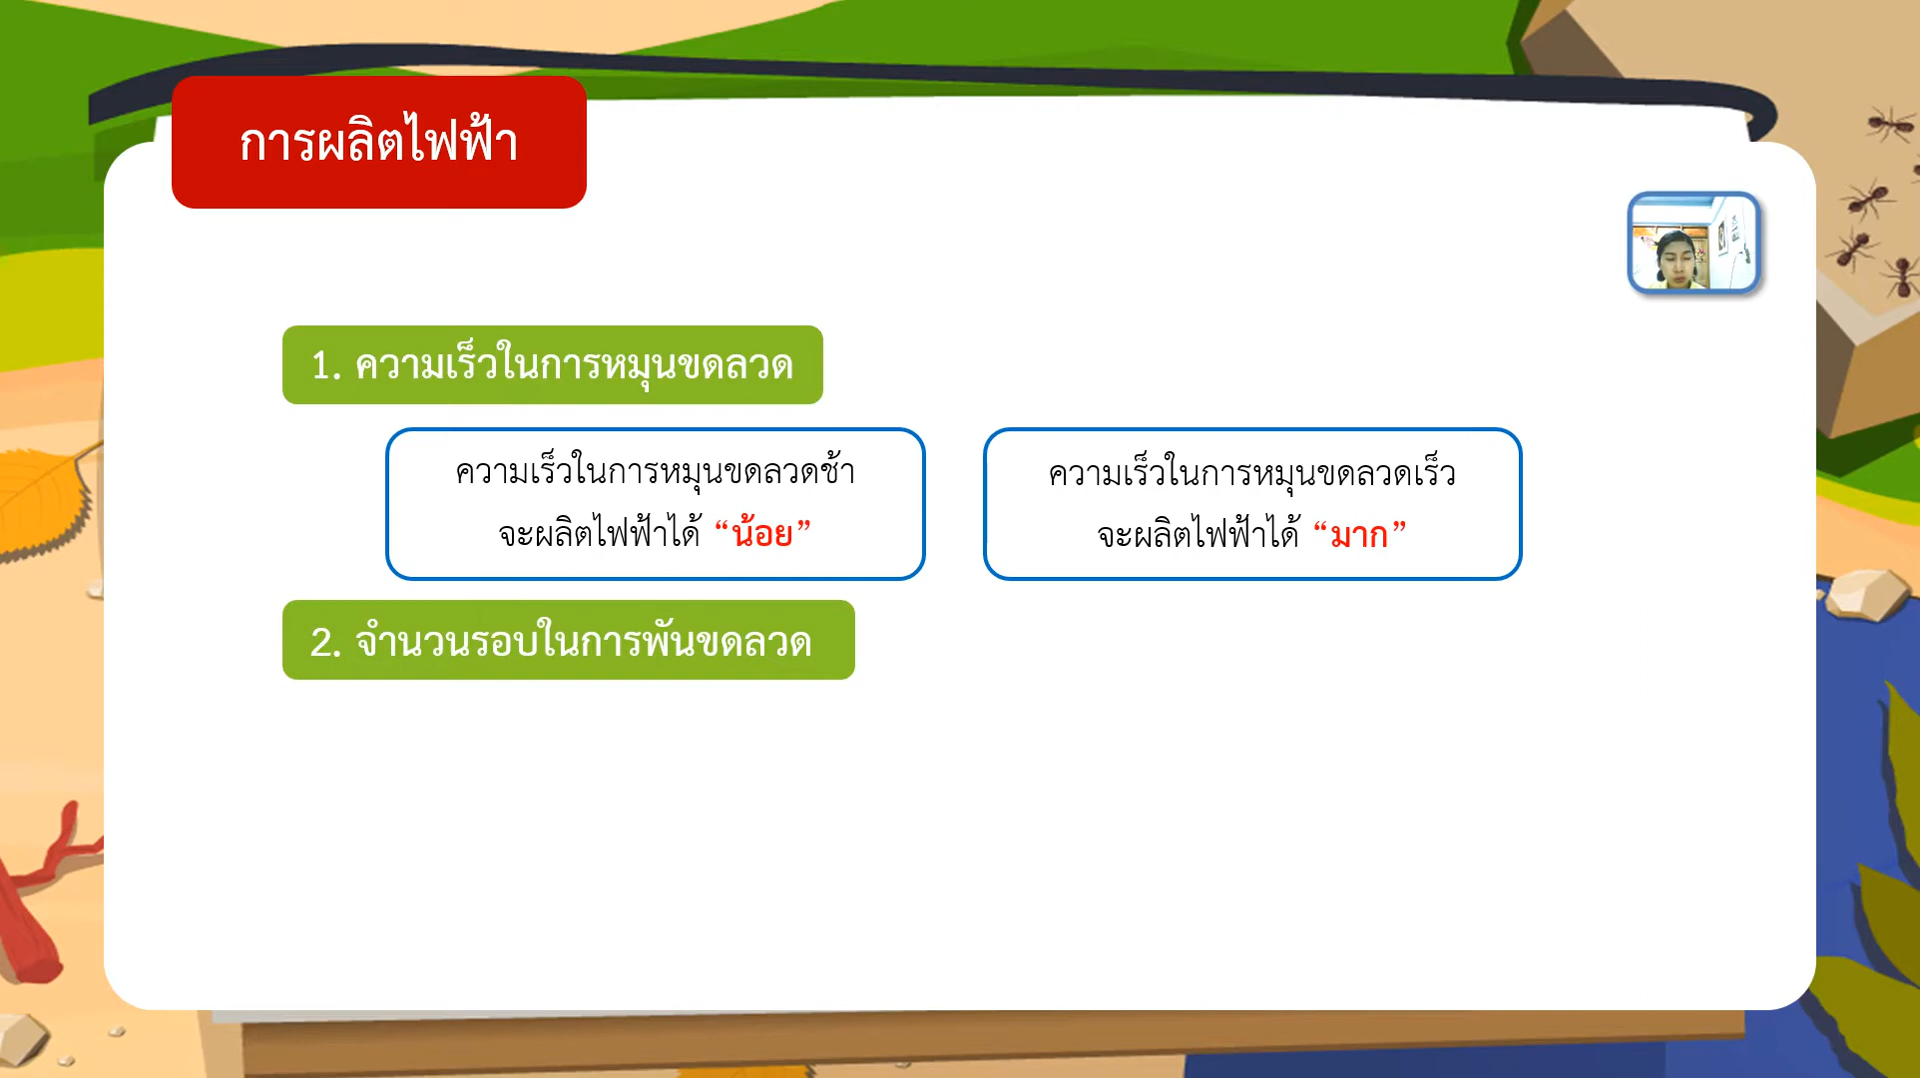 การผลิตไฟฟ้า
1. ความเร็วในการหมุนขดลวด
ความเร็วในการหมุนขดลวดช้า
จะผลิตไฟฟ้าได้ “น้อย”
ความเร็วในการหมุนขดลวดเร็ว
จะผลิตไฟฟ้าได้ “มาก”
2. จำนวนรอบในการพันขดลวด